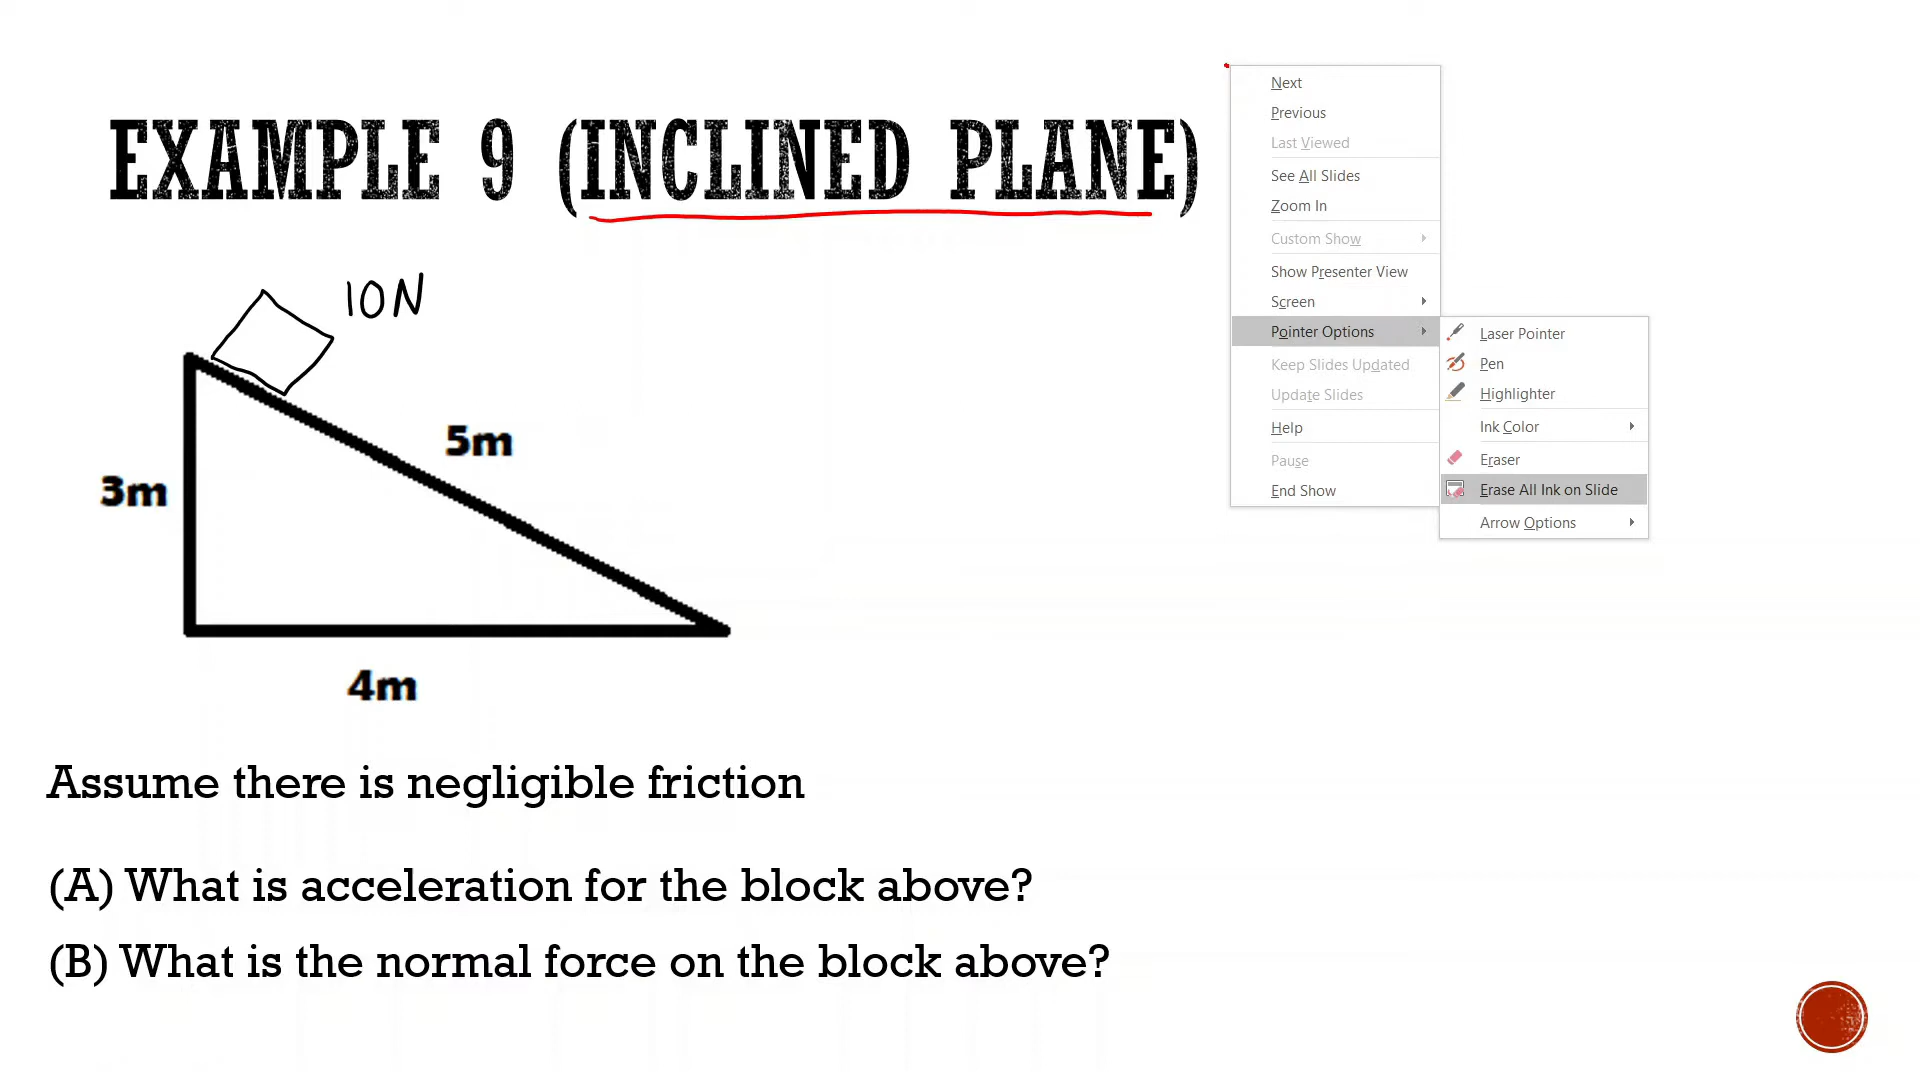 EXAMPLE 9 (INCLINED PLANE)
10N
5m
3m
4m
Assume there is negligible friction
(A) What is acceleration for the block above?
(B) What is the normal force on the block above?
Next
Previous
Last Viewed
See All Slides
Zoom In
Custom Show
Show Presenter View
Screen
Pointer Options
Keep Slides Updated
Update Slides
Help
Pause
End Show
Laser Pointer
Pen
Highlighter
Ink Color
Eraser
Erase All Ink on Slide
Arrow Options